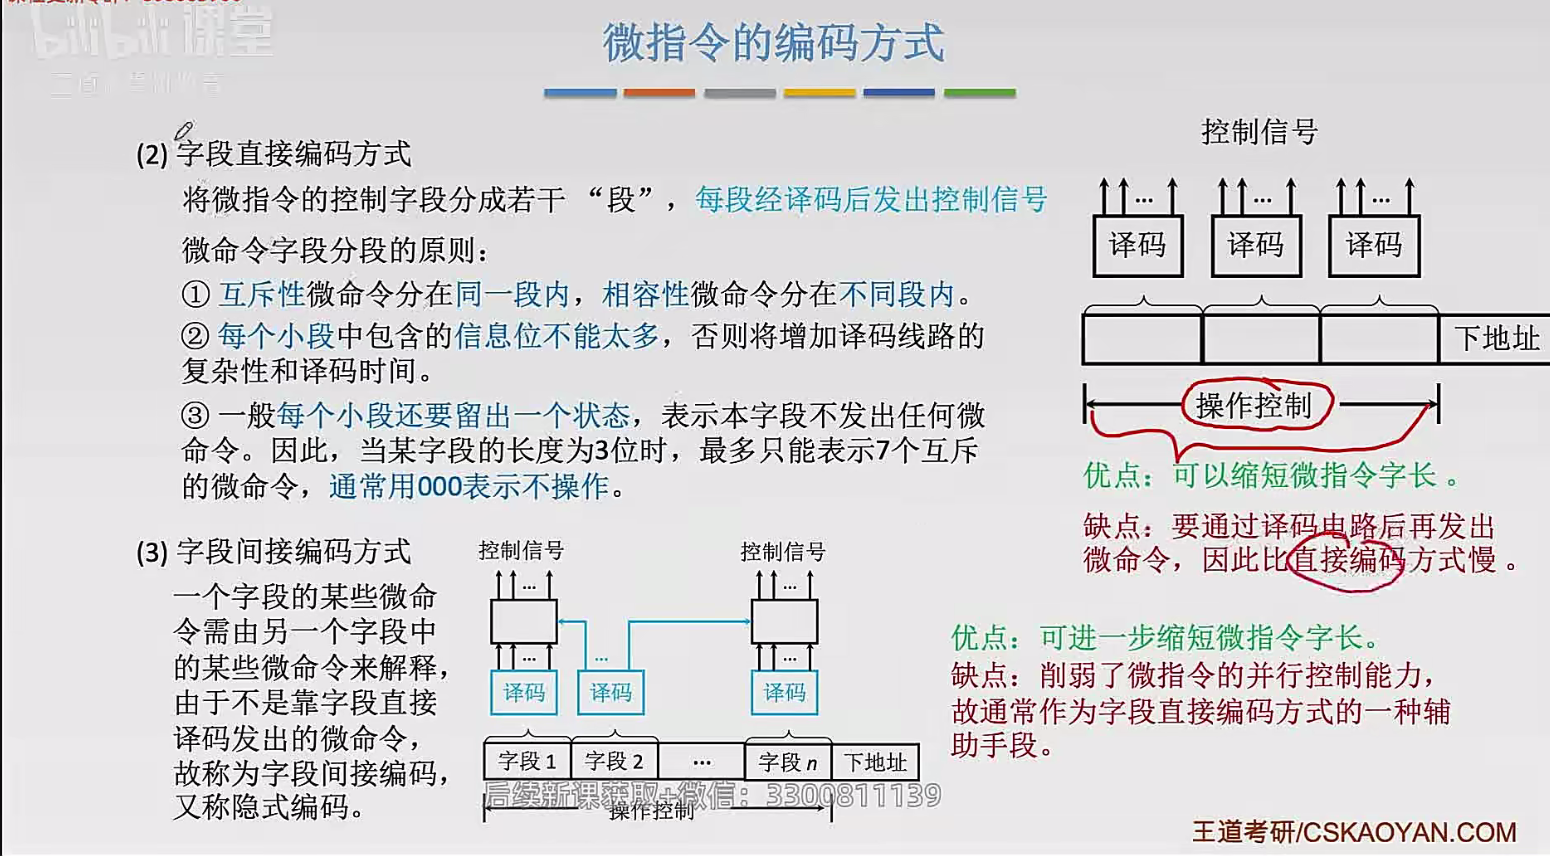 bilibili课堂
微指令的编码方式
(2) 字段直接编码方式
将微指令的控制字段分成若干 “段”，每段经译码后发出控制信号
微命令字段分段的原则：
① 互斥性微命令分在同一段内，相容性微命令分在不同段内。
② 每个小段中包含的信息位不能太多，否则将增加译码线路的
复杂性和译码时间。
③ 一般每个小段还要留出一个状态，表示本字段不发出任何微
命令。因此，当某字段的长度为3位时，最多只能表示7个互斥
的微命令，通常用000表示不操作。
控制信号
... ... ...
译码 译码 译码
下地址
操作控制
优点：可以缩短微指令字长 。
缺点：要通过译码电路后再发出
微命令，因此比直接编码方式慢 。
(3) 字段间接编码方式
一个字段的某些微命
令需由另一个字段中
的某些微命令来解释，
由于不是靠字段直接
译码发出的微命令，
故称为字段间接编码，
又称隐式编码。
控制信号 控制信号
... ...
... ... ...
译码 译码 译码
字段 1 字段 2 ... 字段 n 下地址
后续新课获取+微信：3300811139
操作控制
优点：可进一步缩短微指令字长。
缺点：削弱了微指令的并行控制能力，
故通常作为字段直接编码方式的一种辅
助手段。
王道考研/CSKAOYAN.COM